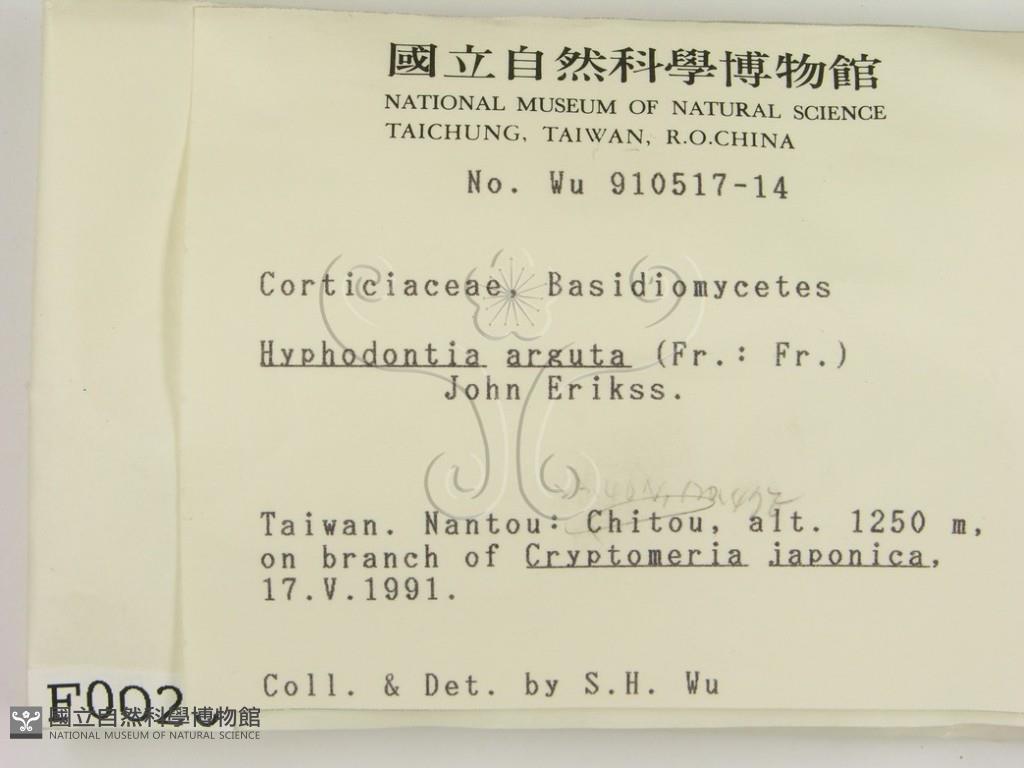 國立自然科學博物館
NATIONAL MUSEUM OF NATURAL SCIENCE
TAICHUNG, TAIWAN, R.O.CHINA
No. Wu 910517-14
Corticiaceae, Basidiomycetes
Hyphodontia arguta (Fr.: Fr.)
John Erikss.
Taiwan. Nantou: Chitou, alt. 1250 m,
on branch of Cryptomeria japonica,
17.V.1991.
Coll. & Det. by S.H. Wu
國立自然科學博物館
NATIONAL MUSEUM OF NATURAL SCIENCE